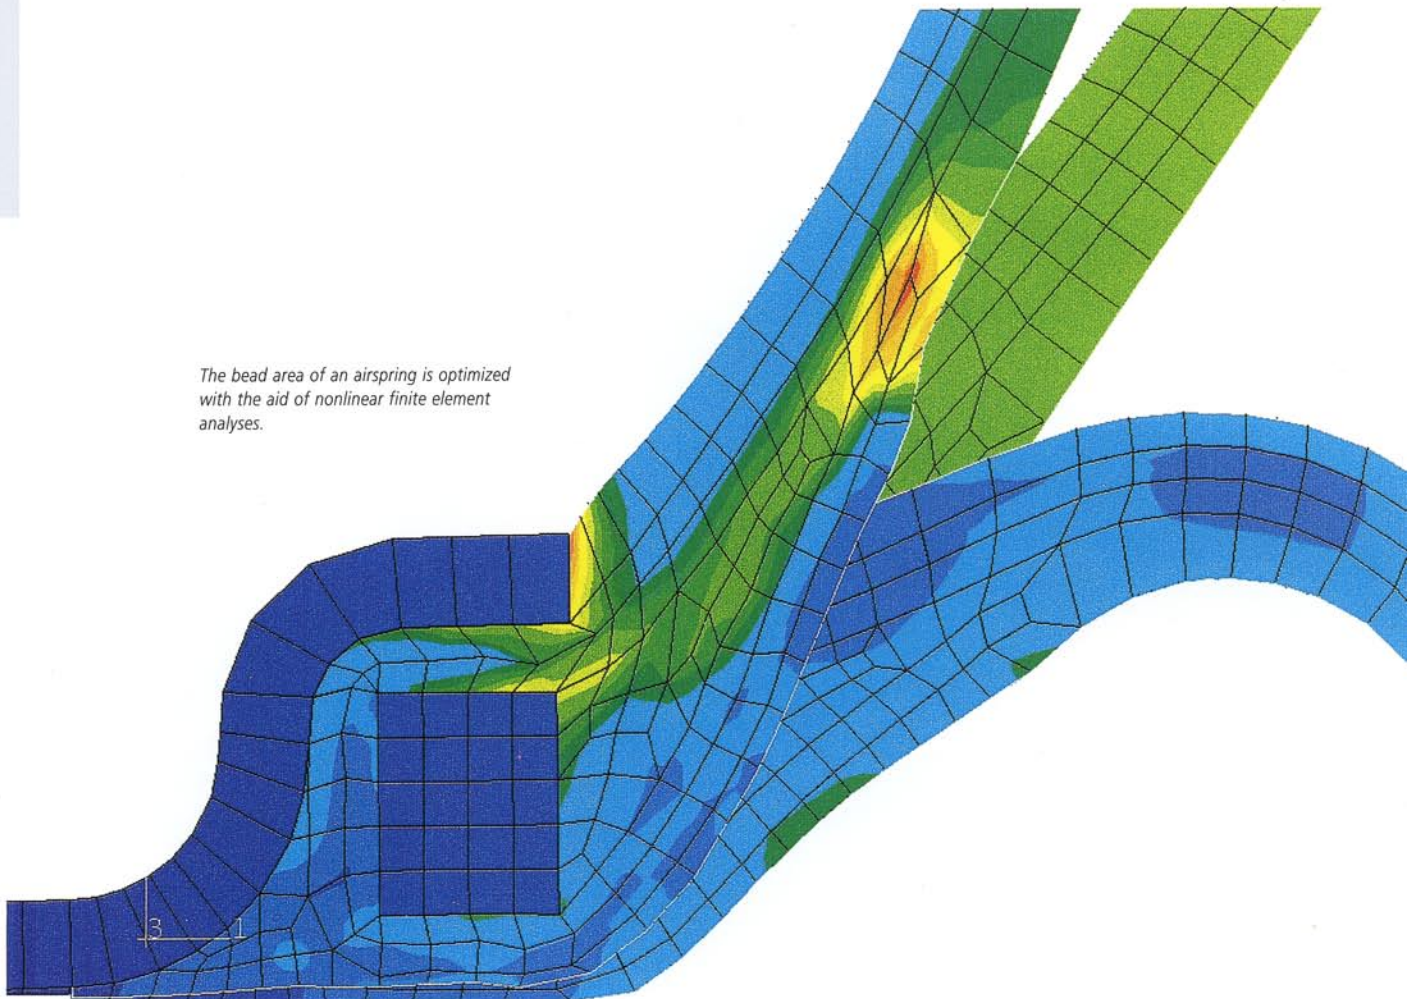 The bead area of an airspring is optimized
with the aid of nonlinear finite element
analyses.
3 1